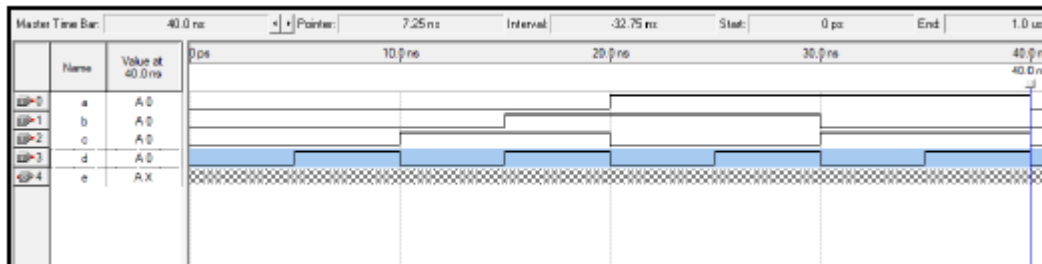 Master Time Bar: 40.0 ns Pointer: 7.25 ns Interval: -32.75 ns Start: 0 ps End: 1.0 us
Name Value at 40.0 ns
0 ps 10.0 ns 20.0 ns 30.0 ns 40.0 n
40.0 n
0 a A 0
1 b A 0
2 c A 0
3 d A 0
4 e A X